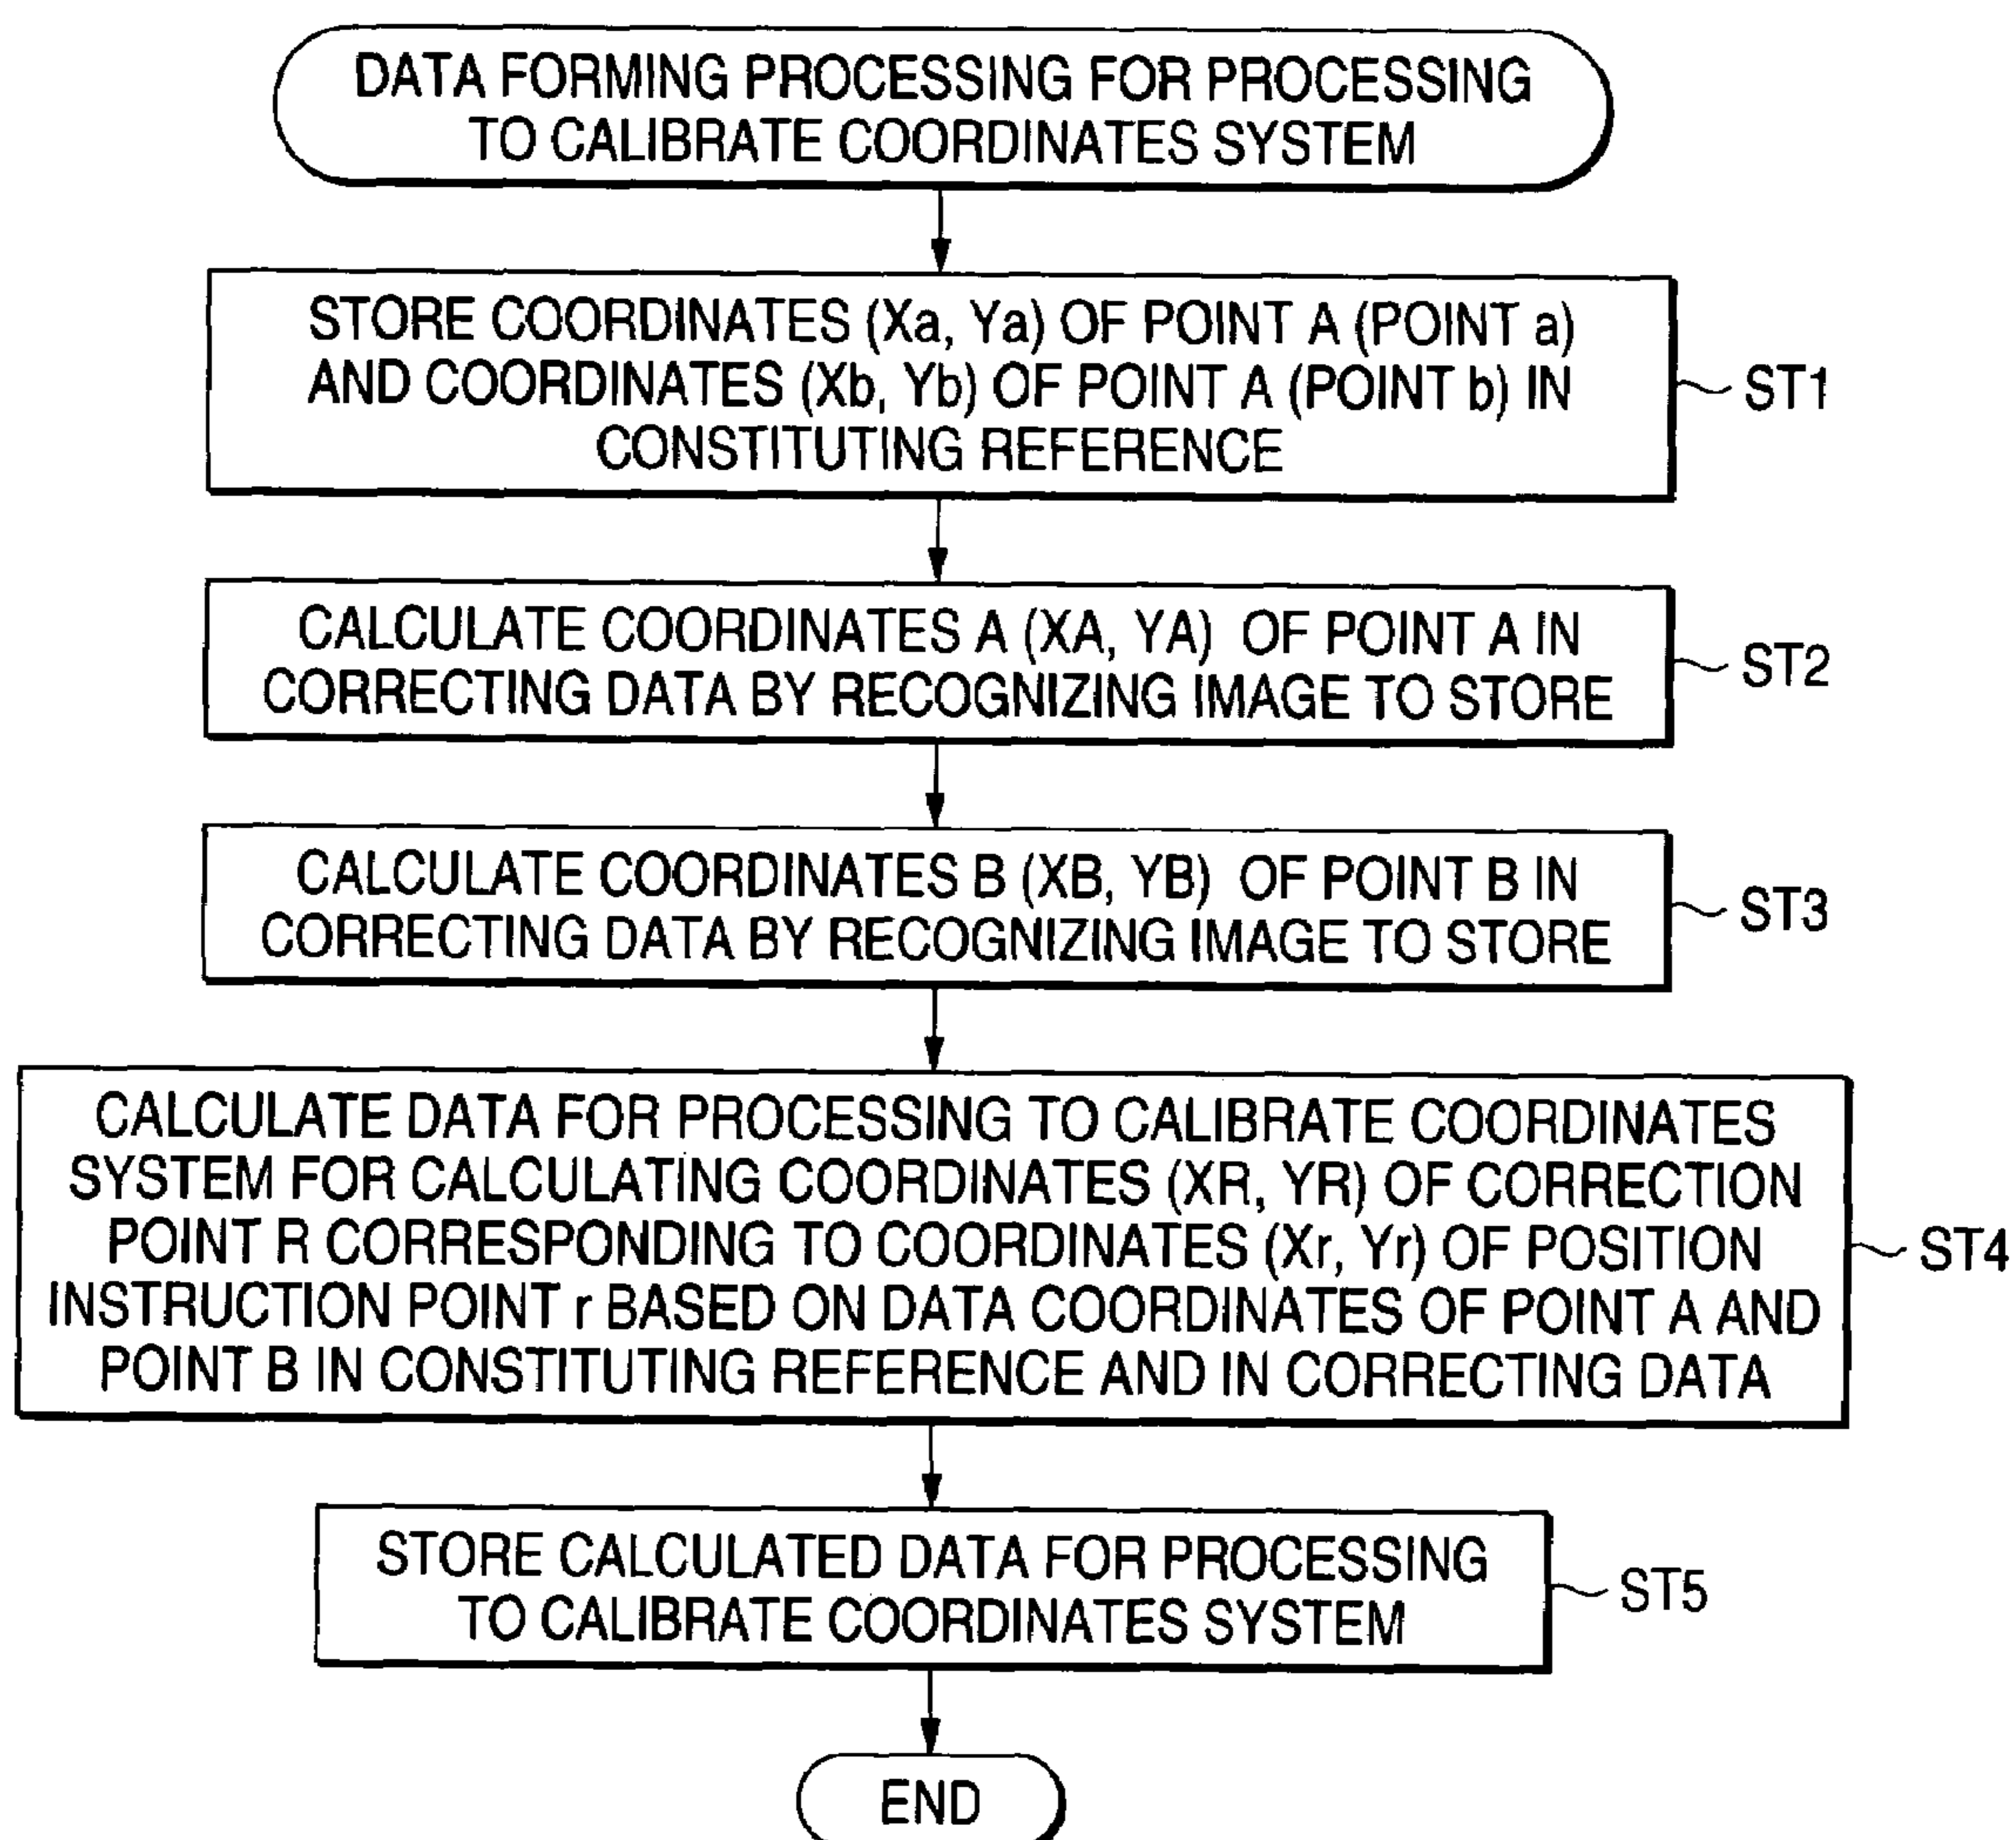 DATA FORMING PROCESSING FOR PROCESSING
TO CALIBRATE COORDINATES SYSTEM
STORE COORDINATES (Xa, Ya) OF POINT A (POINT a)
AND COORDINATES (Xb, Yb) OF POINT A (POINT b) IN
CONSTITUTING REFERENCE
ST1
CALCULATE COORDINATES A (XA, YA) OF POINT A IN
CORRECTING DATA BY RECOGNIZING IMAGE TO STORE
ST2
CALCULATE COORDINATES B (XB, YB) OF POINT B IN
CORRECTING DATA BY RECOGNIZING IMAGE TO STORE
ST3
CALCULATE DATA FOR PROCESSING TO CALIBRATE COORDINATES
SYSTEM FOR CALCULATING COORDINATES (XR, YR) OF CORRECTION
POINT R CORRESPONDING TO COORDINATES (Xr, Yr) OF POSITION
INSTRUCTION POINT r BASED ON DATA COORDINATES OF POINT A AND
POINT B IN CONSTITUTING REFERENCE AND IN CORRECTING DATA
ST4
STORE CALCULATED DATA FOR PROCESSING
TO CALIBRATE COORDINATES SYSTEM
ST5
END